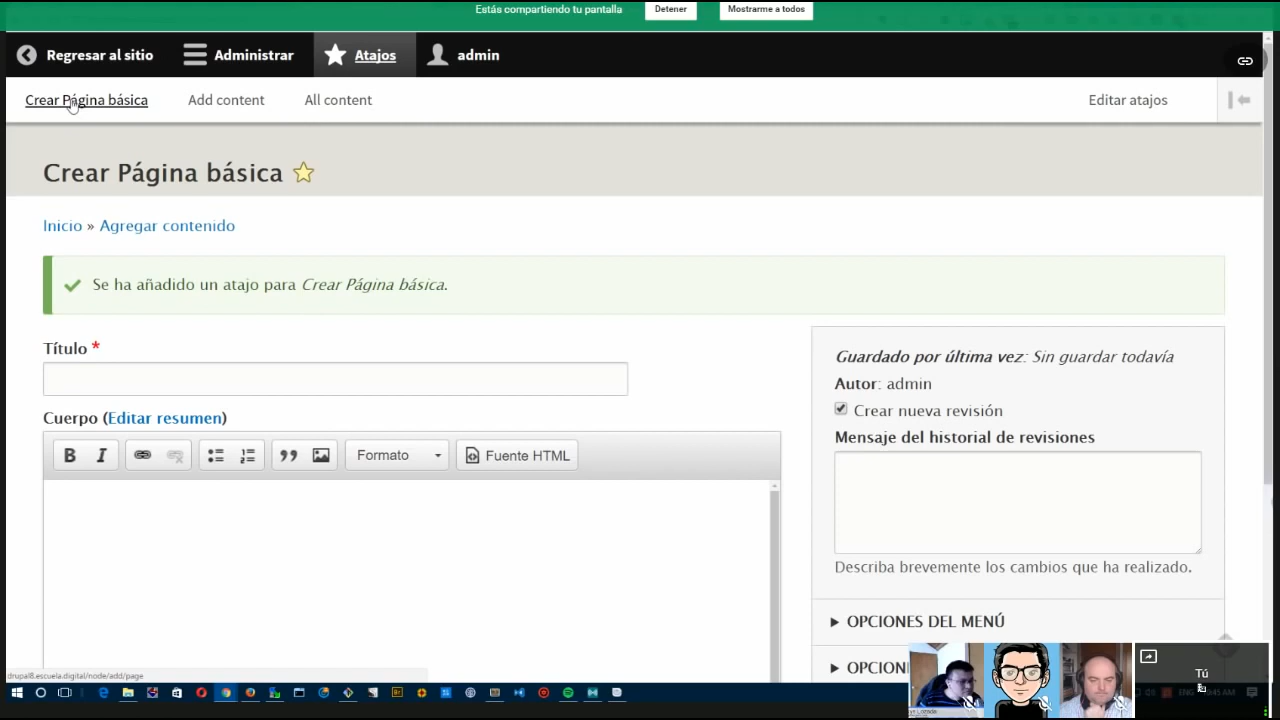 Estás compartiendo tu pantalla Detener Mostrarme a todos
Regresar al sitio Administrar Atajos admin
Crear Página básica Add content All content Editar atajos
Crear Página básica
Inicio » Agregar contenido
Se ha añadido un atajo para Crear Página básica.
Título *
Cuerpo (Editar resumen)
B I Formato Fuente HTML
Guardado por última vez: Sin guardar todavía
Autor: admin
Crear nueva revisión
Mensaje del historial de revisiones
Describa brevemente los cambios que ha realizado.
OPCIONES DEL MENÚ
Tú
drupal8.escuela.digital/node/add/page
ENG